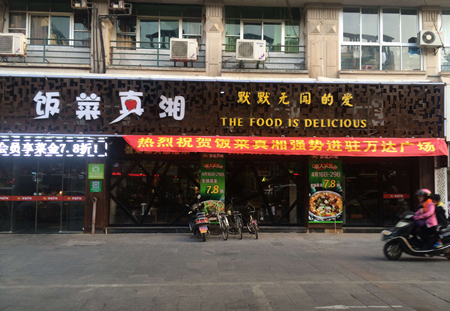 饭菜真湘
默默无闻的爱
THE FOOD IS DELICIOUS
热烈祝贺饭菜真湘强势进驻万达广场
会员享菜金7.8折!
7.8
7.8